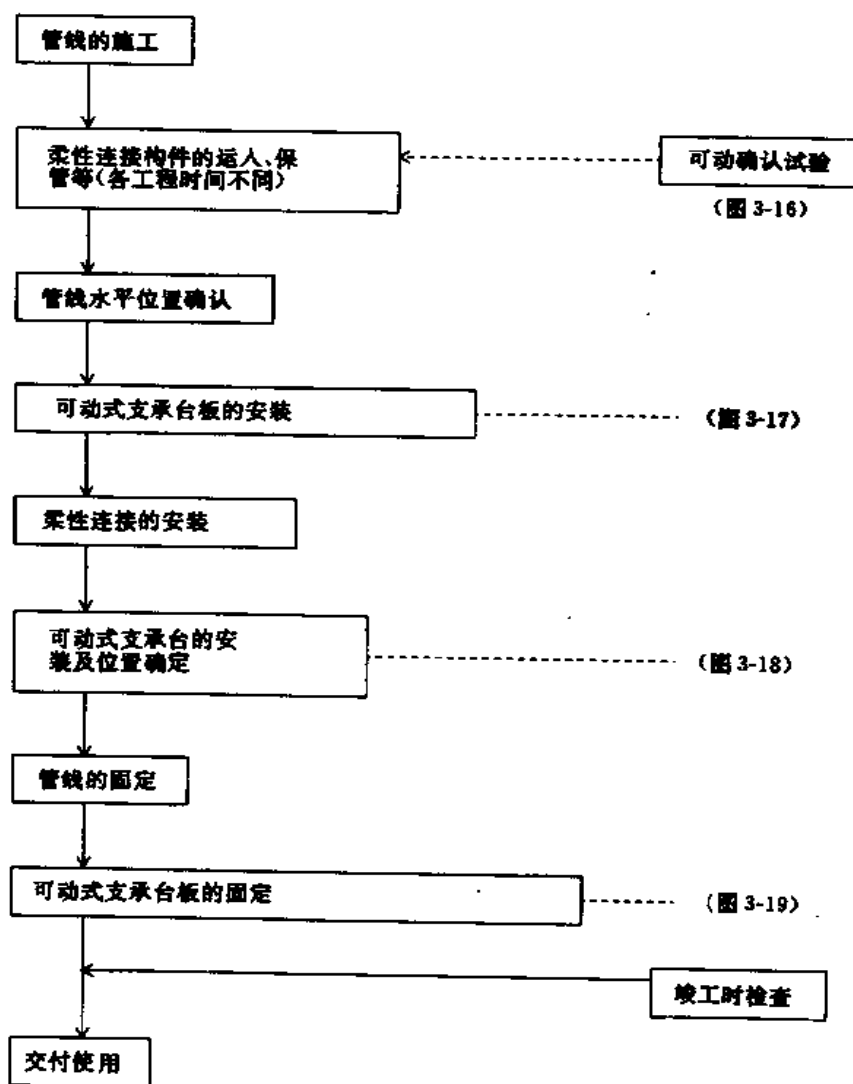 管线的施工
柔性连接构件的运人、保
管等(各工程时间不同)
可动确认试验
(图 3-16)
管线水平位置确认
可动式支承台板的安装
(图 3-17)
柔性连接的安装
可动式支承台的安
装及位置确定
(图 3-18)
管线的固定
可动式支承台板的固定
(图 3-19)
竣工时检查
交付使用